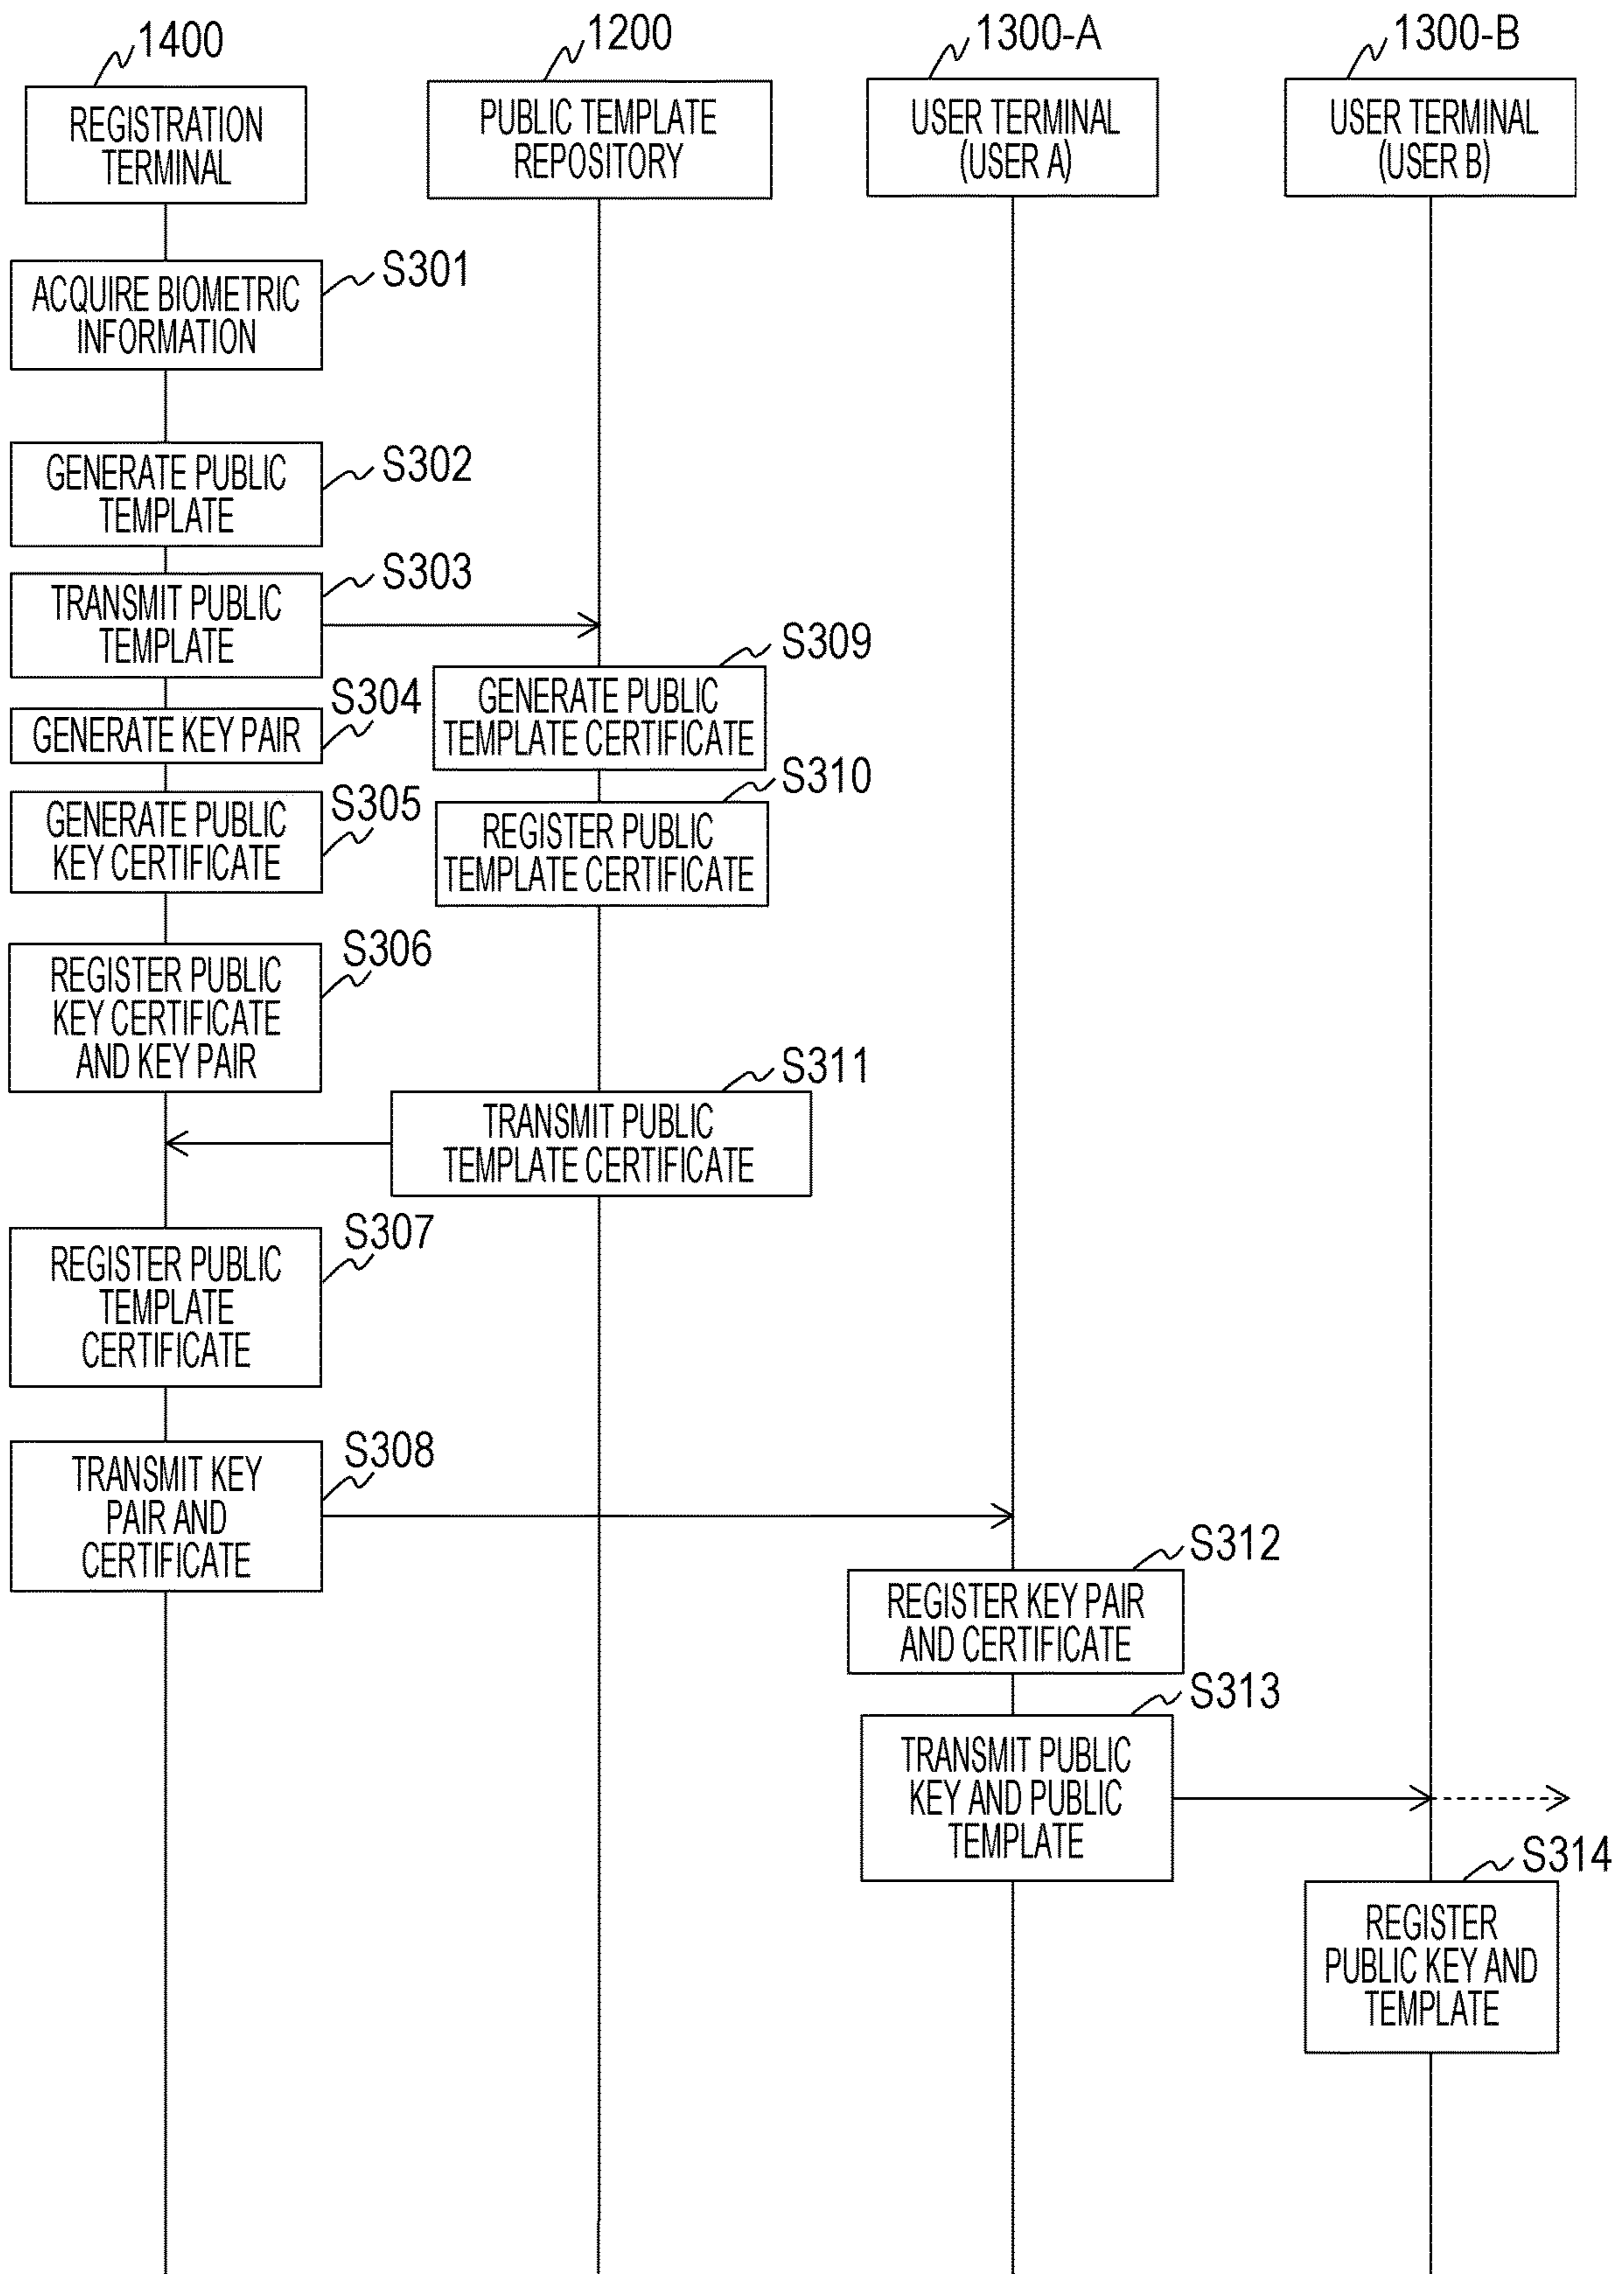 1400
1200
1300-A
1300-B
REGISTRATION
TERMINAL
PUBLIC TEMPLATE
REPOSITORY
USER TERMINAL
(USER A)
USER TERMINAL
(USER B)
S301
ACQUIRE BIOMETRIC
INFORMATION
S302
GENERATE PUBLIC
TEMPLATE
S303
TRANSMIT PUBLIC
TEMPLATE
S309
GENERATE PUBLIC
TEMPLATE CERTIFICATE
S304
GENERATE KEY PAIR
S310
REGISTER PUBLIC
TEMPLATE CERTIFICATE
S305
GENERATE PUBLIC
KEY CERTIFICATE
S306
REGISTER PUBLIC
KEY CERTIFICATE
AND KEY PAIR
S311
TRANSMIT PUBLIC
TEMPLATE CERTIFICATE
S307
REGISTER PUBLIC
TEMPLATE
CERTIFICATE
S308
TRANSMIT KEY
PAIR AND
CERTIFICATE
S312
REGISTER KEY PAIR
AND CERTIFICATE
S313
TRANSMIT PUBLIC
KEY AND PUBLIC
TEMPLATE
S314
REGISTER
PUBLIC KEY AND
TEMPLATE